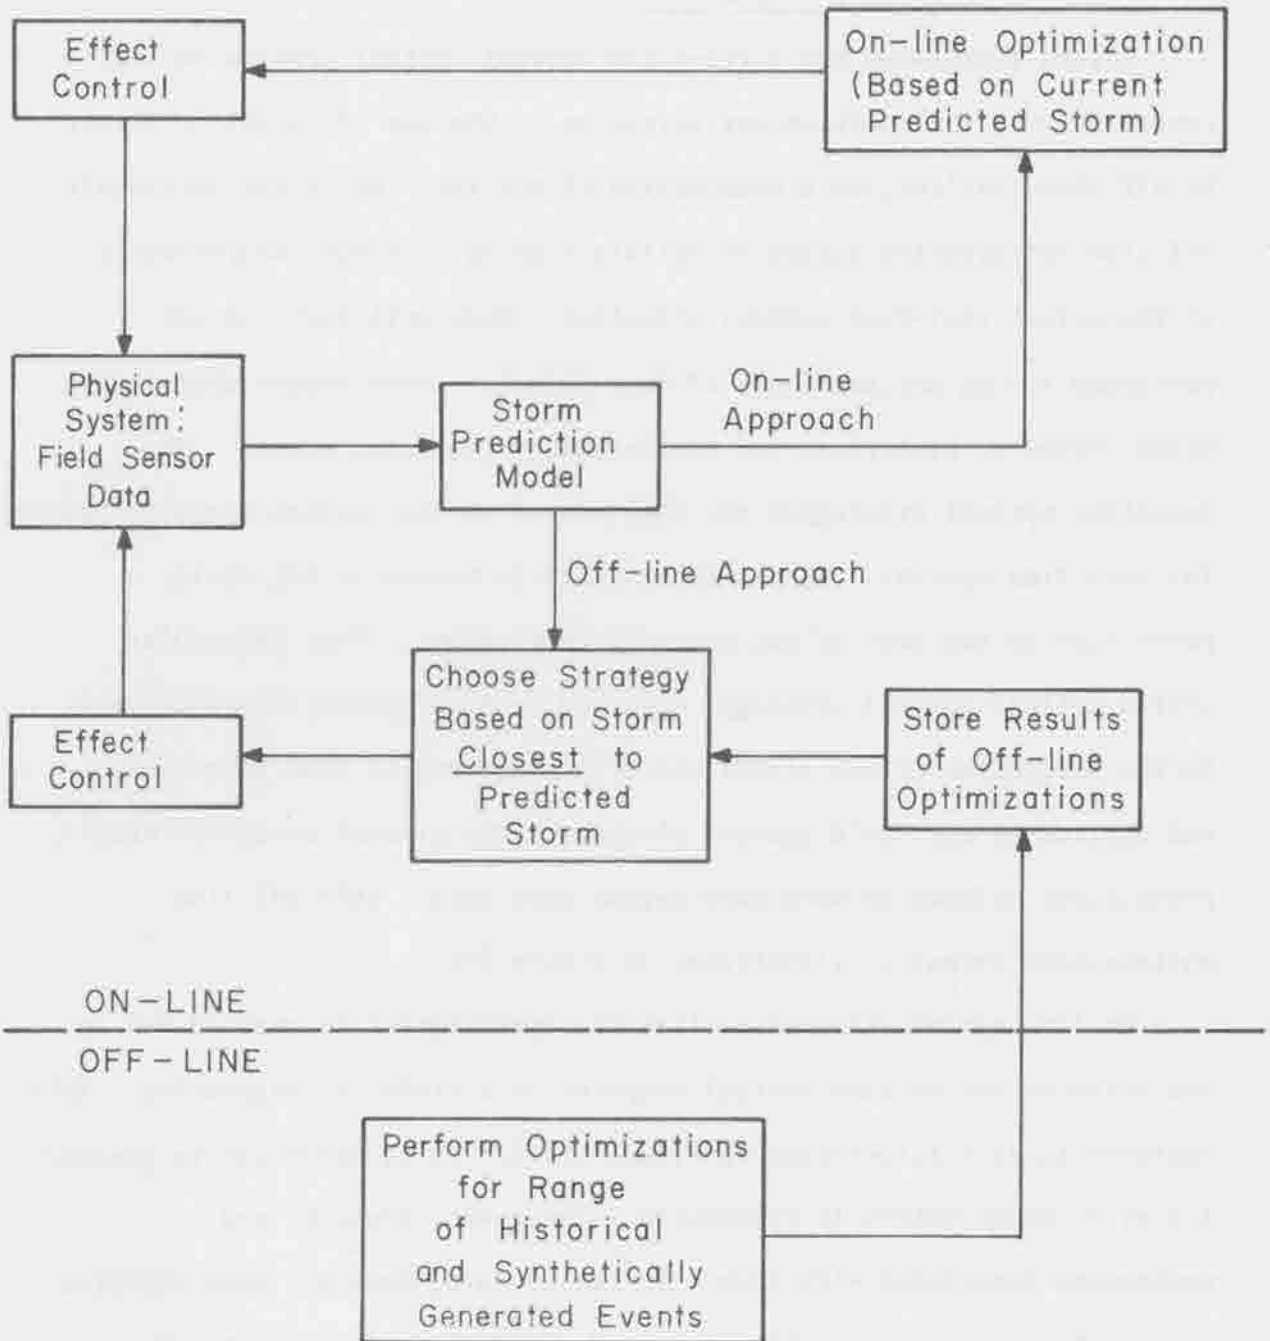 Effect
Control
On-line Optimization
(Based on Current
Predicted Storm)
Physical
System:
Field Sensor
Data
Storm
Prediction
Model
On-line
Approach
Off-line Approach
Effect
Control
Choose Strategy
Based on Storm
Closest to
Predicted
Storm
Store Results
of Off-line
Optimizations
ON-LINE
OFF-LINE
Perform Optimizations
for Range
of Historical
and Synthetically
Generated Events